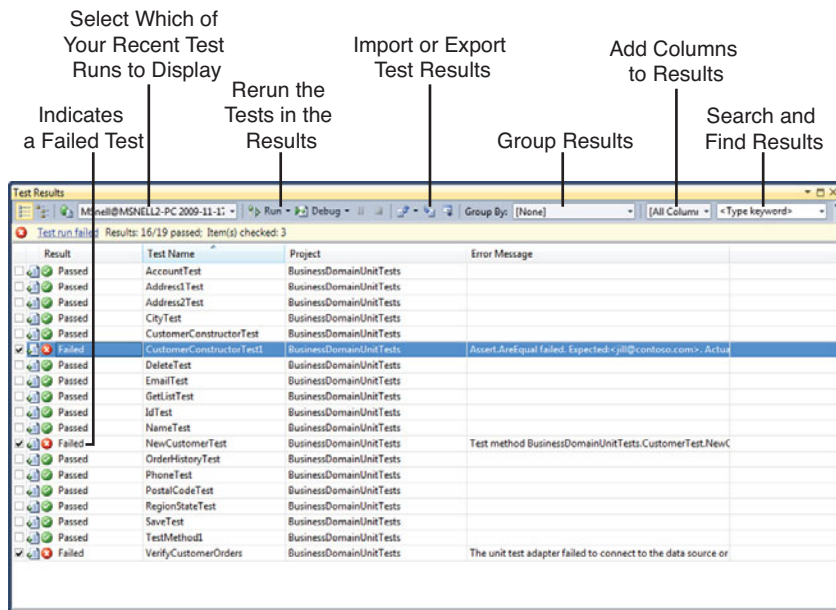 Select Which of
Your Recent Test
Runs to Display
Import or Export
Test Results
Add Columns
to Results
Indicates
a Failed Test
Rerun the
Tests in the
Results
Group Results
Search and
Find Results
Test Results
MSnell@MSNELL2-PC 2009-11-1 Run Debug Group By: [None] [All Colum <Type keyword>
Test run failed Results: 16/19 passed; Item(s) checked: 3
Result Test Name Project Error Message
Passed AccountTest BusinessDomainUnitTests
Passed Address1Test BusinessDomainUnitTests
Passed Address2Test BusinessDomainUnitTests
Passed CityTest BusinessDomainUnitTests
Passed CustomerConstructorTest BusinessDomainUnitTests
Failed CustomerConstructorTest1 BusinessDomainUnitTests Assert.AreEqual failed. Expected:<jill@contoso.com>. Actua
Passed DeleteTest BusinessDomainUnitTests
Passed EmailTest BusinessDomainUnitTests
Passed GetListTest BusinessDomainUnitTests
Passed IdTest BusinessDomainUnitTests
Passed NameTest BusinessDomainUnitTests
Failed NewCustomerTest BusinessDomainUnitTests Test method BusinessDomainUnitTests.CustomerTest.NewC
Passed OrderHistoryTest BusinessDomainUnitTests
Passed PhoneTest BusinessDomainUnitTests
Passed PostalCodeTest BusinessDomainUnitTests
Passed RegionStateTest BusinessDomainUnitTests
Passed SaveTest BusinessDomainUnitTests
Passed TestMethod1 BusinessDomainUnitTests
Failed VerifyCustomerOrders BusinessDomainUnitTests The unit test adapter failed to connect to the data source or